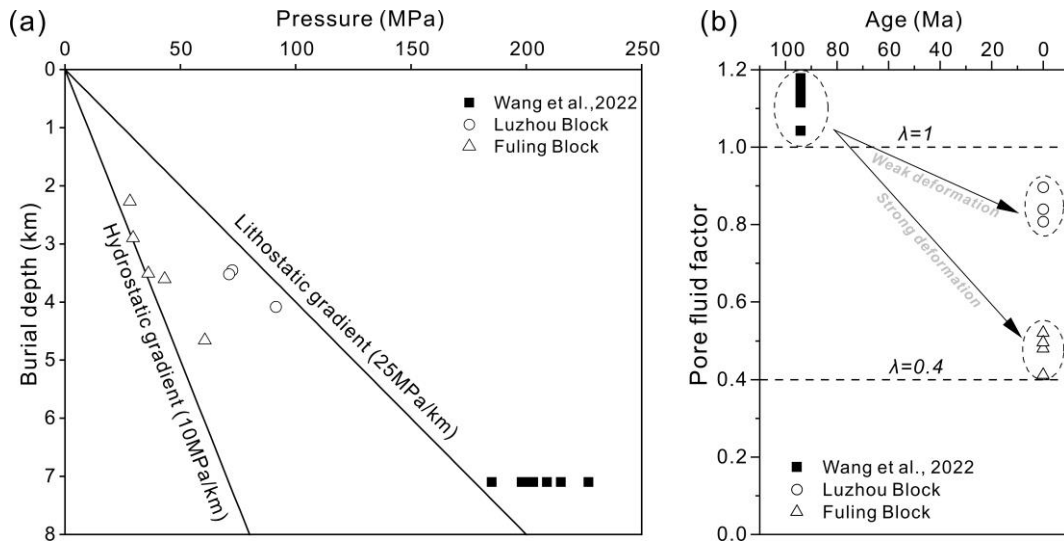 (a)
Pressure (MPa)
0 50 100 150 200 250
0
1
2
3
4
5
6
7
8
Burial depth (km)
Wang et al.,2022
Luzhou Block
Fuling Block
Hydrostatic gradient (10MPa/km)
Lithostatic gradient (25MPa/km)
(b)
Age (Ma)
100 80 60 40 20 0
1.2
1.0
0.8
0.6
0.4
0.2
0.0
Pore fluid factor
λ=1
Weak deformation
Strong deformation
λ=0.4
Wang et al., 2022
Luzhou Block
Fuling Block